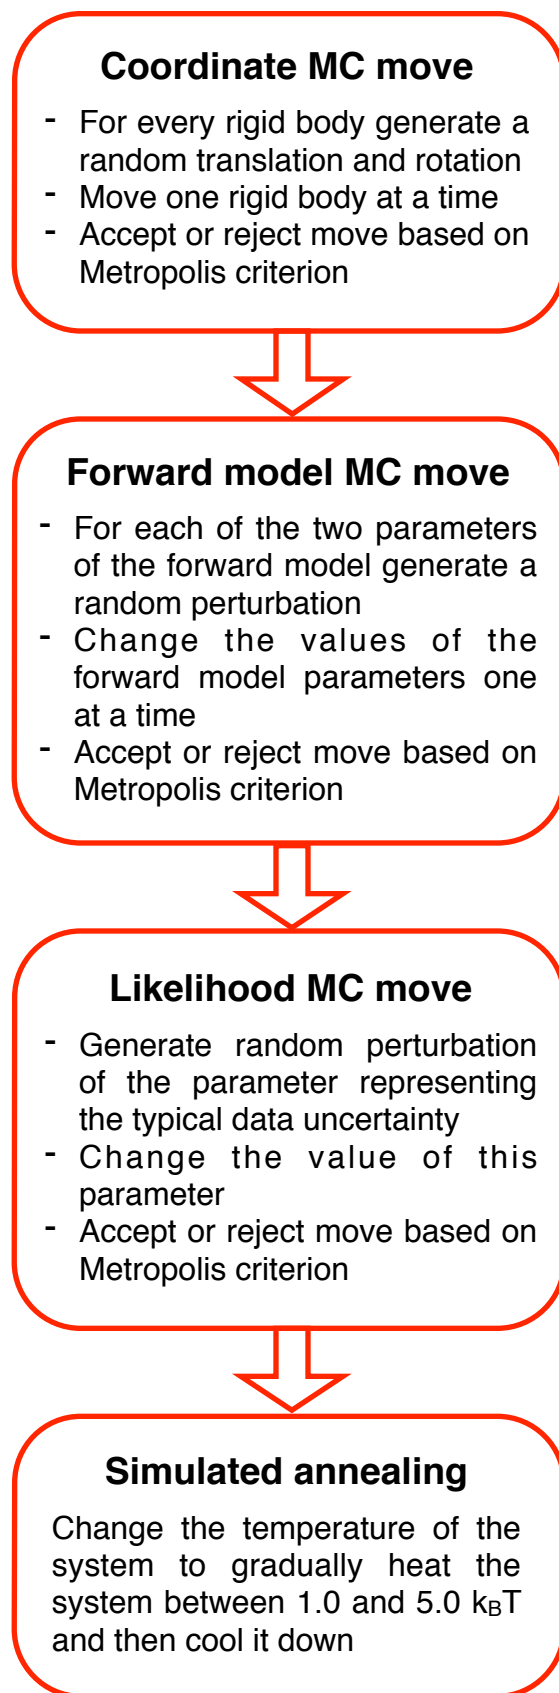 Coordinate MC move
- For every rigid body generate a
random translation and rotation
- Move one rigid body at a time
- Accept or reject move based on
Metropolis criterion
Forward model MC move
- For each of the two parameters
of the forward model generate a
random perturbation
- Change the values of the
forward model parameters one
at a time
- Accept or reject move based on
Metropolis criterion
Likelihood MC move
- Generate random perturbation
of the parameter representing
the typical data uncertainty
- Change the value of this
parameter
- Accept or reject move based on
Metropolis criterion
Simulated annealing
Change the temperature of the
system to gradually heat the
system between 1.0 and 5.0 k_BT
and then cool it down